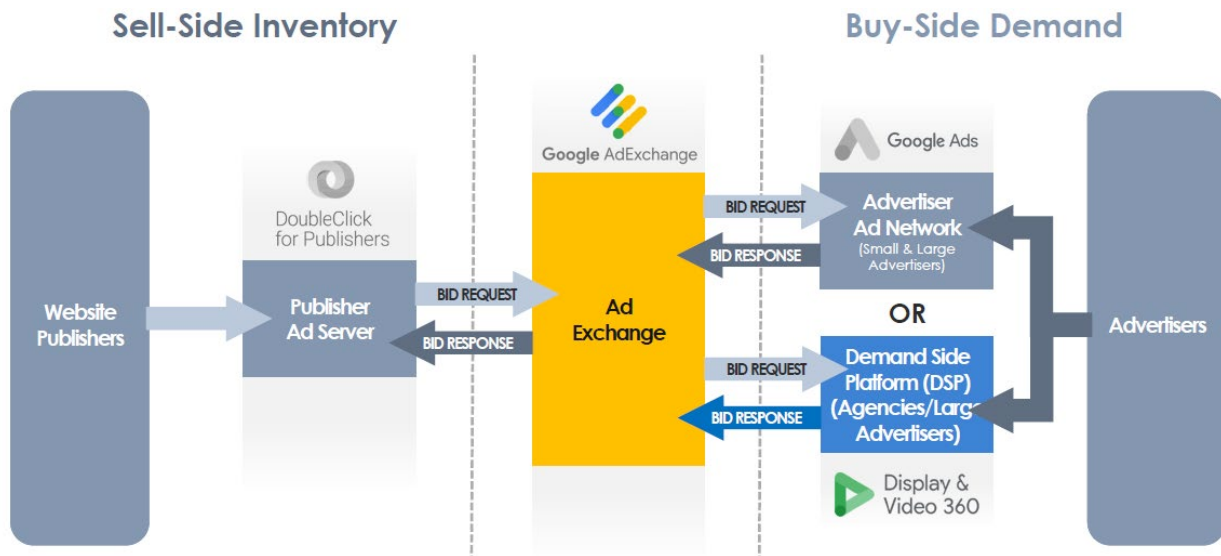 Sell-Side Inventory
Buy-Side Demand
Website
Publishers
DoubleClick
for Publishers
Publisher
Ad Server
BID REQUEST
BID RESPONSE
Google AdExchange
Ad
Exchange
BID REQUEST
BID RESPONSE
BID REQUEST
BID RESPONSE
Google Ads
Advertiser
Ad Network
(Small & Large
Advertisers)
OR
Demand Side
Platform (DSP)
(Agencies/Large
Advertisers)
Display &
Video 360
Advertisers